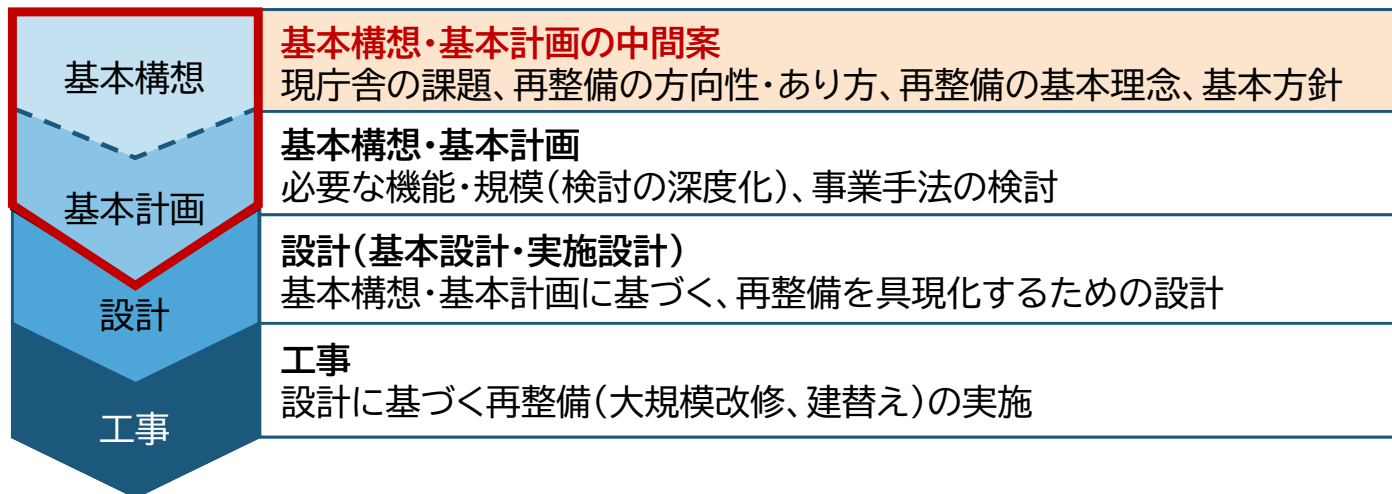 基本構想
基本構想・基本計画の中間案
現庁舎の課題、再整備の方向性・あり方、再整備の基本理念、基本方針
基本計画
基本構想・基本計画
必要な機能・規模(検討の深度化)、事業手法の検討
設計
設計(基本設計・実施設計)
基本構想・基本計画に基づく、再整備を具現化するための設計
工事
工事
設計に基づく再整備(大規模改修、建替え)の実施